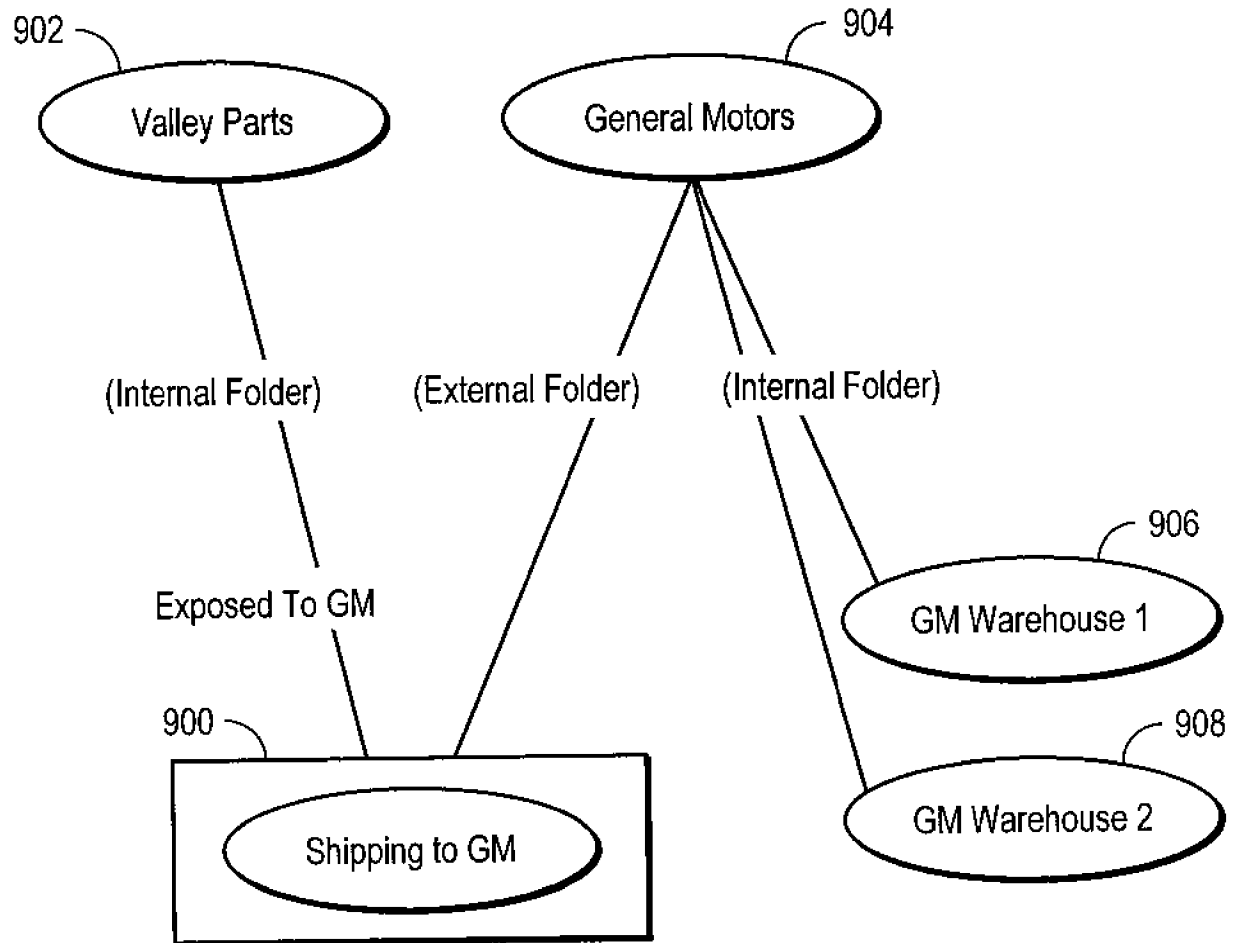 902
904
Valley Parts
General Motors
(Internal Folder)
(External Folder)
(Internal Folder)
906
Exposed To GM
GM Warehouse 1
900
908
Shipping to GM
GM Warehouse 2